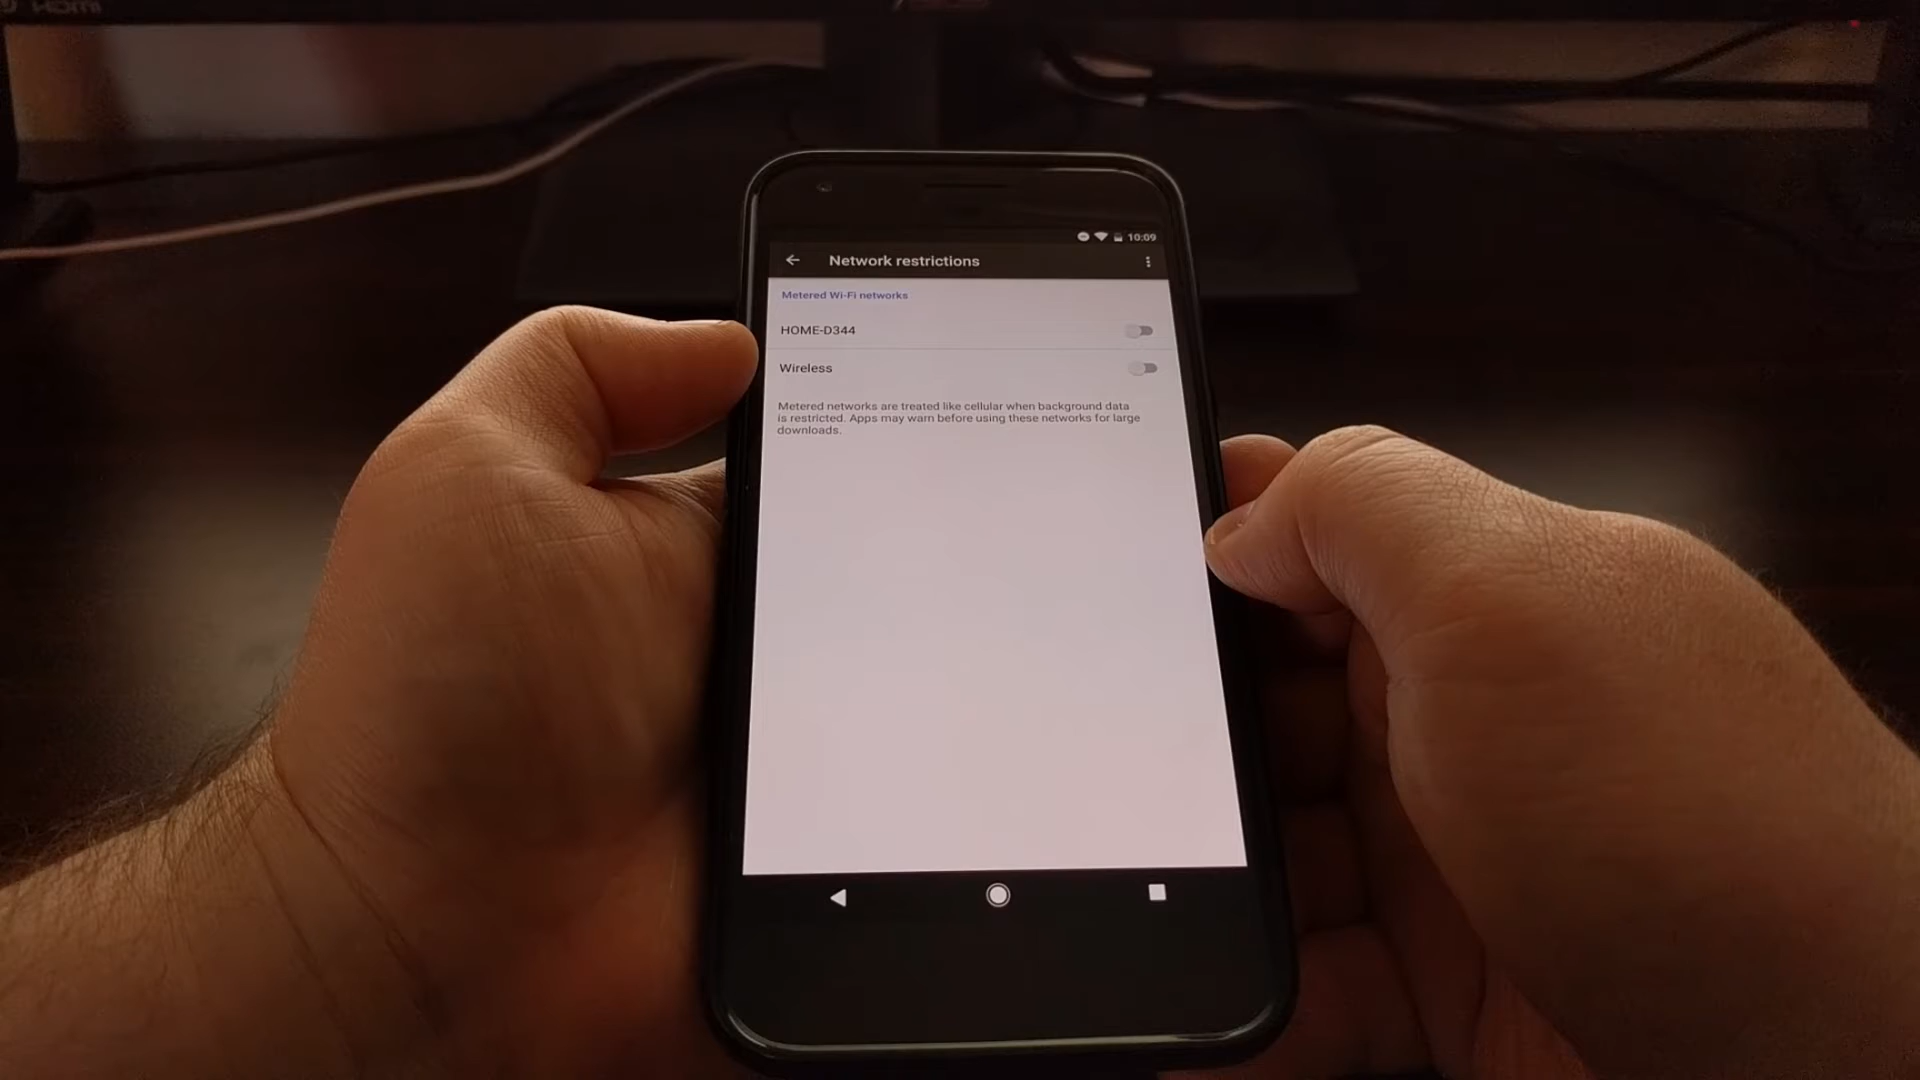 HDMI
10:09
Network restrictions
Metered Wi-Fi networks
HOME-D344
Wireless
Metered networks are treated like cellular when background data
is restricted. Apps may warn before using these networks for large
downloads.